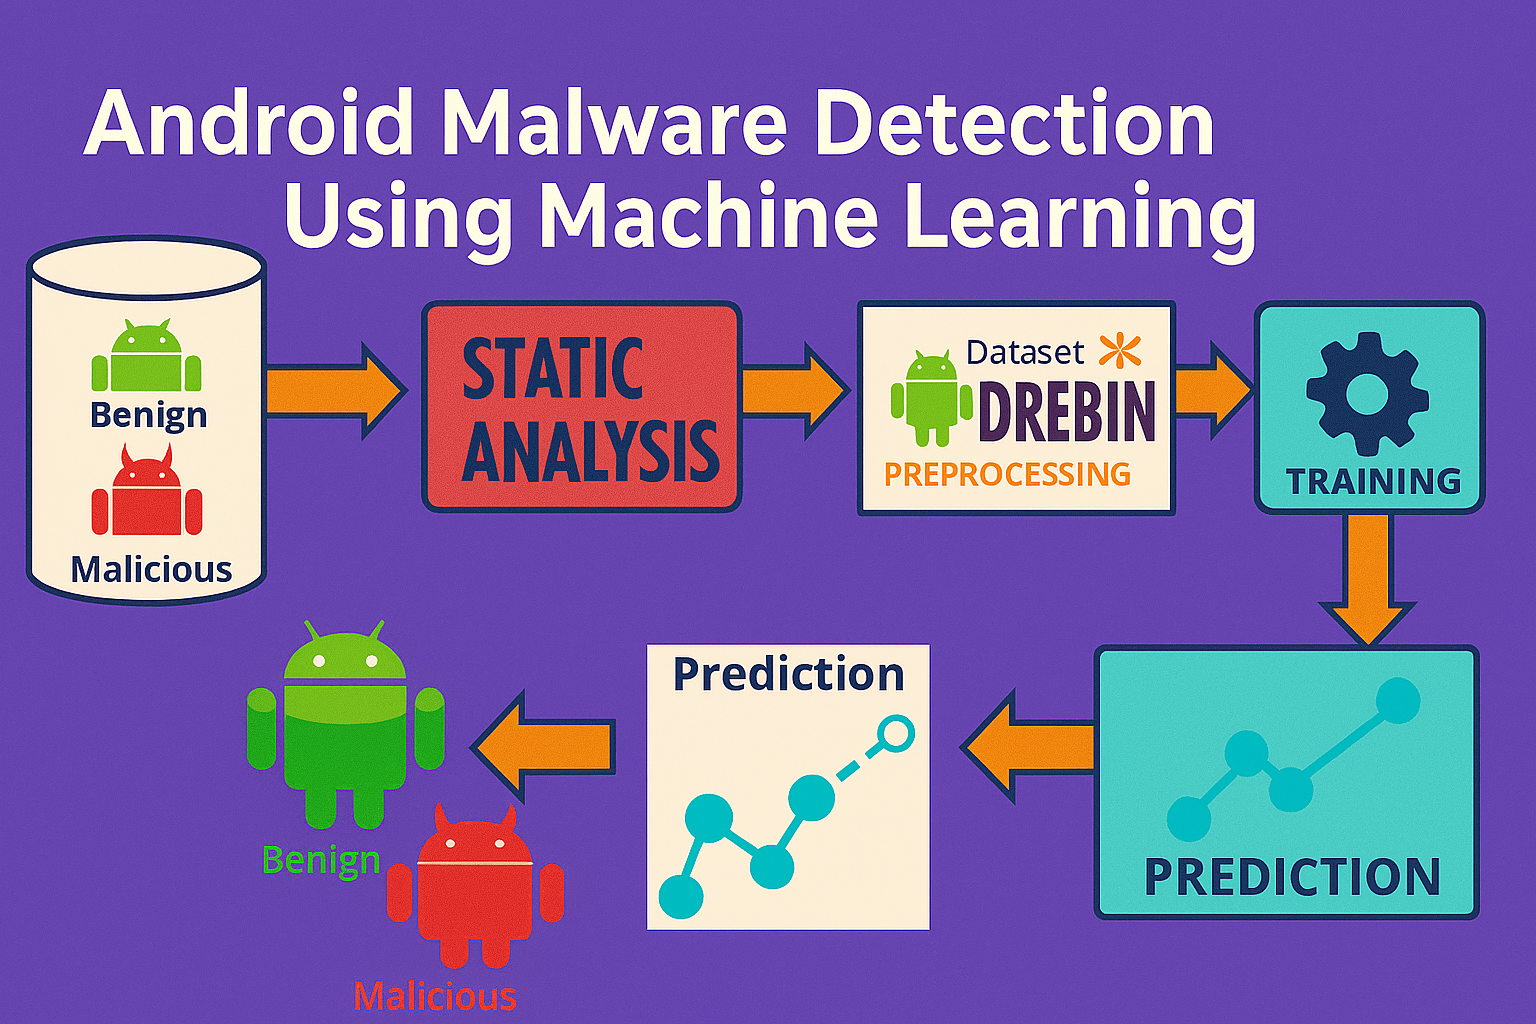 Android Malware Detection
Using Machine Learning
Benign
Malicious
STATIC
ANALYSIS
Dataset
DREBIN
PREPROCESSING
TRAINING
PREDICTION
Prediction
Benign
Malicious